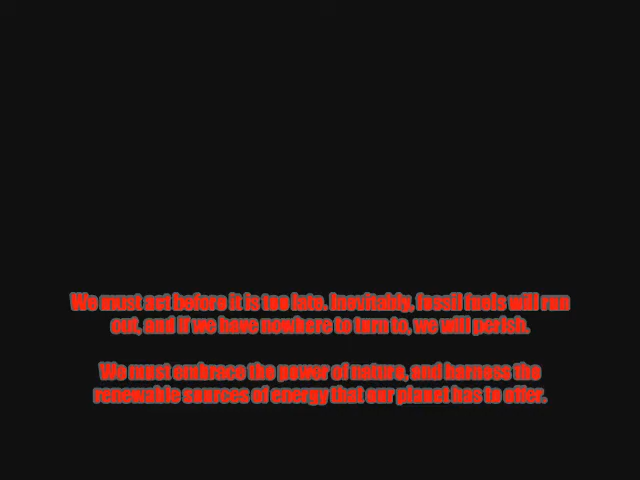 We must act before it is too late. Inevitably, fossil fuels will run
out, and if we have nowhere to turn to, we will perish.
We must embrace the power of nature, and harness the
renewable sources of energy that our planet has to offer.